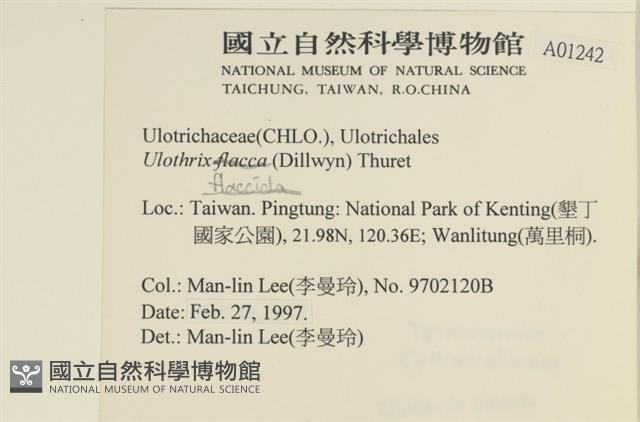 國立自然科學博物館
A01242
NATIONAL MUSEUM OF NATURAL SCIENCE
TAICHUNG, TAIWAN, R.O.CHINA
Ulotrichaceae(CHLO.), Ulotrichales
Ulothrix flacca (Dillwyn) Thuret
flaccida
Loc.: Taiwan. Pingtung: National Park of Kenting(墾丁
國家公園), 21.98N, 120.36E; Wanlitung(萬里桐).
Col.: Man-lin Lee(李曼玲), No. 9702120B
Date: Feb. 27, 1997.
Det.: Man-lin Lee(李曼玲)
國立自然科學博物館
NATIONAL MUSEUM OF NATURAL SCIENCE